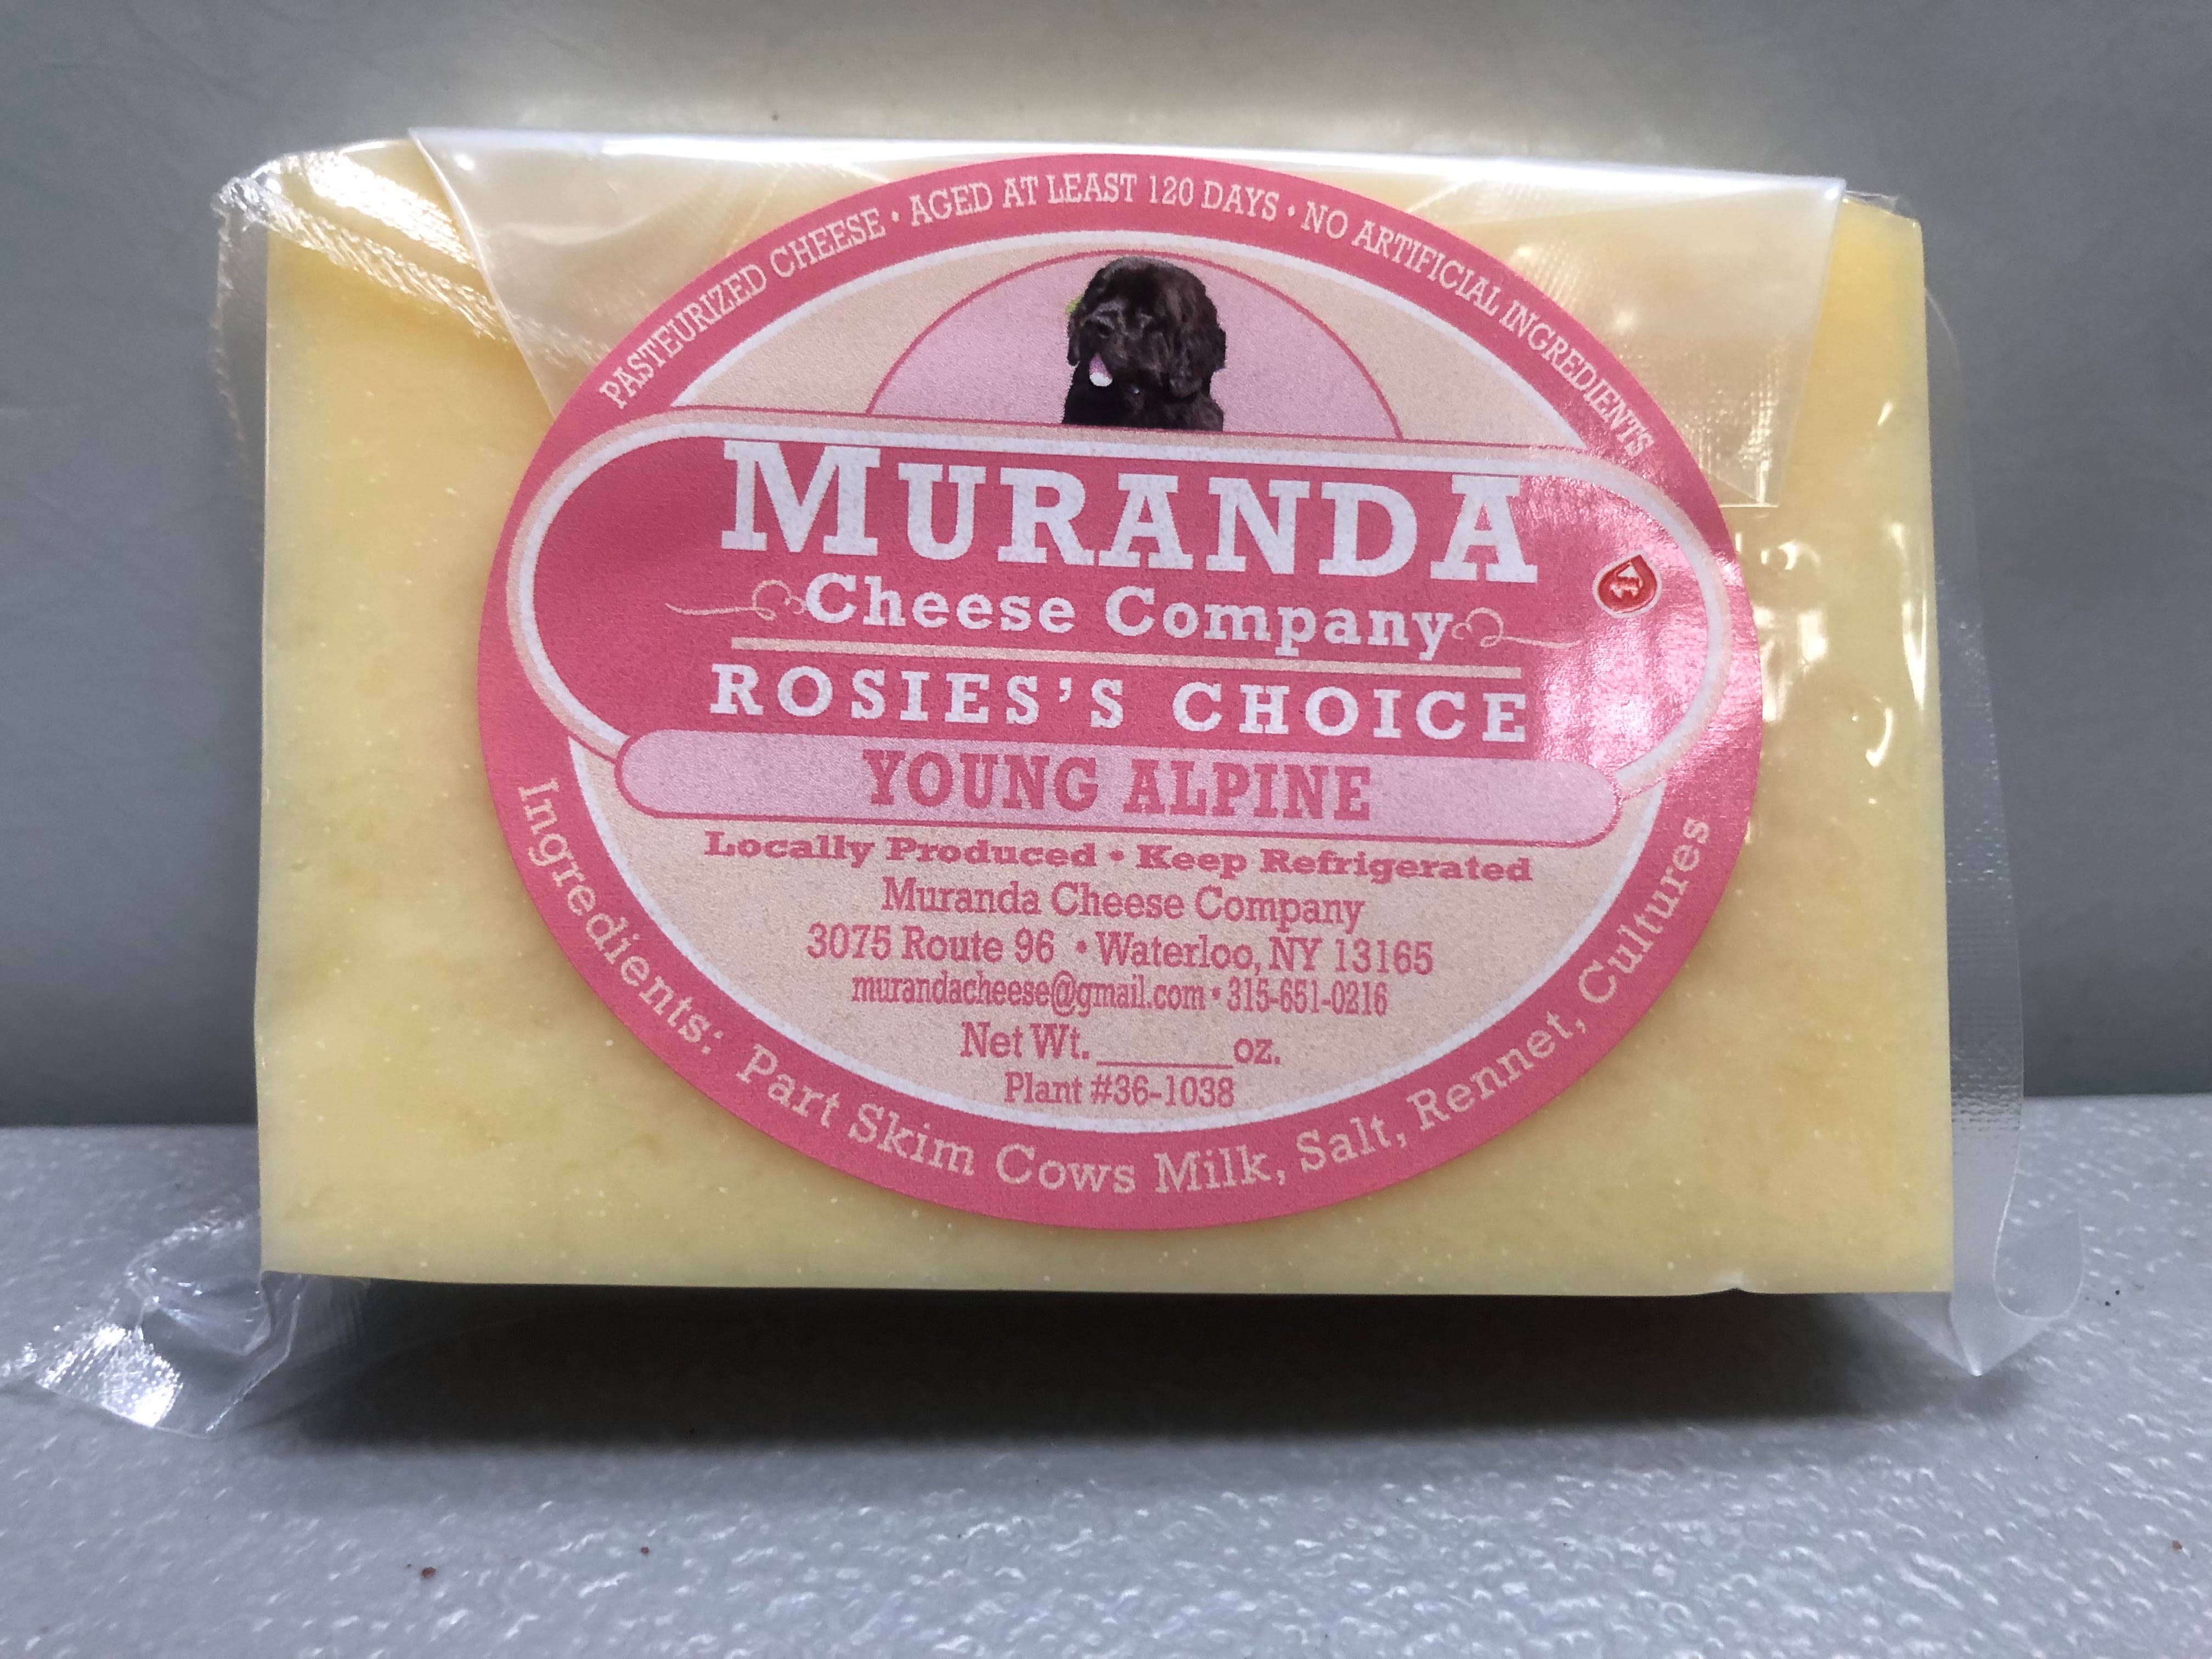 PASTEURIZED CHEESE • AGED AT LEAST 120 DAYS • NO ARTIFICIAL INGREDIENTS
MURANDA
Cheese Company
ROSIES'S CHOICE
YOUNG ALPINE
Locally Produced • Keep Refrigerated
Muranda Cheese Company
3075 Route 96 • Waterloo, NY 13165
murandacheese@gmail.com • 315-651-0216
Net Wt. ______ oz.
Plant #36-1038
Ingredients: Part Skim Cows Milk, Salt, Rennet, Cultures